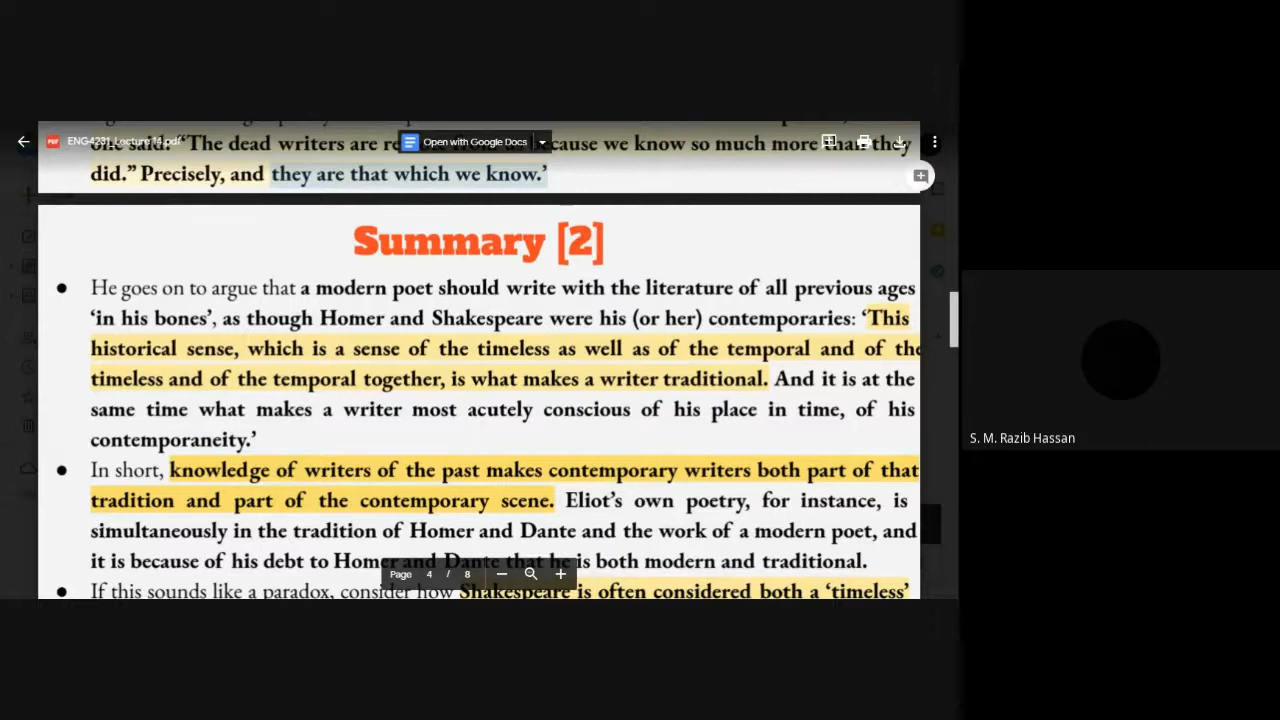 ENG4231_Lecture 14.pdf
Open with Google Docs
said: “The dead writers are because we know so much more than they
did.” Precisely, and they are that which we know.’
Summary [2]
● He goes on to argue that a modern poet should write with the literature of all previous ages
‘in his bones’, as though Homer and Shakespeare were his (or her) contemporaries: ‘This
historical sense, which is a sense of the timeless as well as of the temporal and of the
timeless and of the temporal together, is what makes a writer traditional. And it is at the
same time what makes a writer most acutely conscious of his place in time, of his
contemporaneity.’
● In short, knowledge of writers of the past makes contemporary writers both part of that
tradition and part of the contemporary scene. Eliot’s own poetry, for instance, is
simultaneously in the tradition of Homer and Dante and the work of a modern poet, and
it is because of his debt to Homer and Dante that he is both modern and traditional.
● If this sounds like a paradox, consider how Shakespeare is often considered both a ‘timeless’
Page 4 / 8
S. M. Razib Hassan